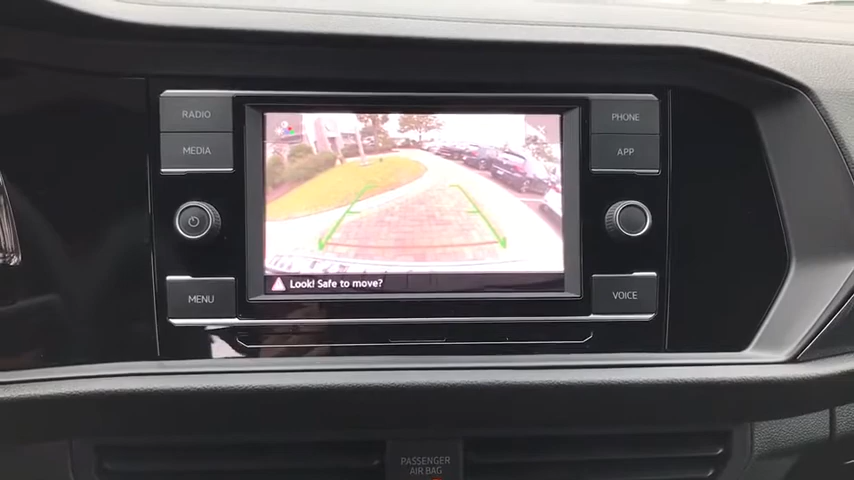 RADIO
MEDIA
MENU
PHONE
APP
VOICE
Look! Safe to move?
PASSENGER
AIR BAG